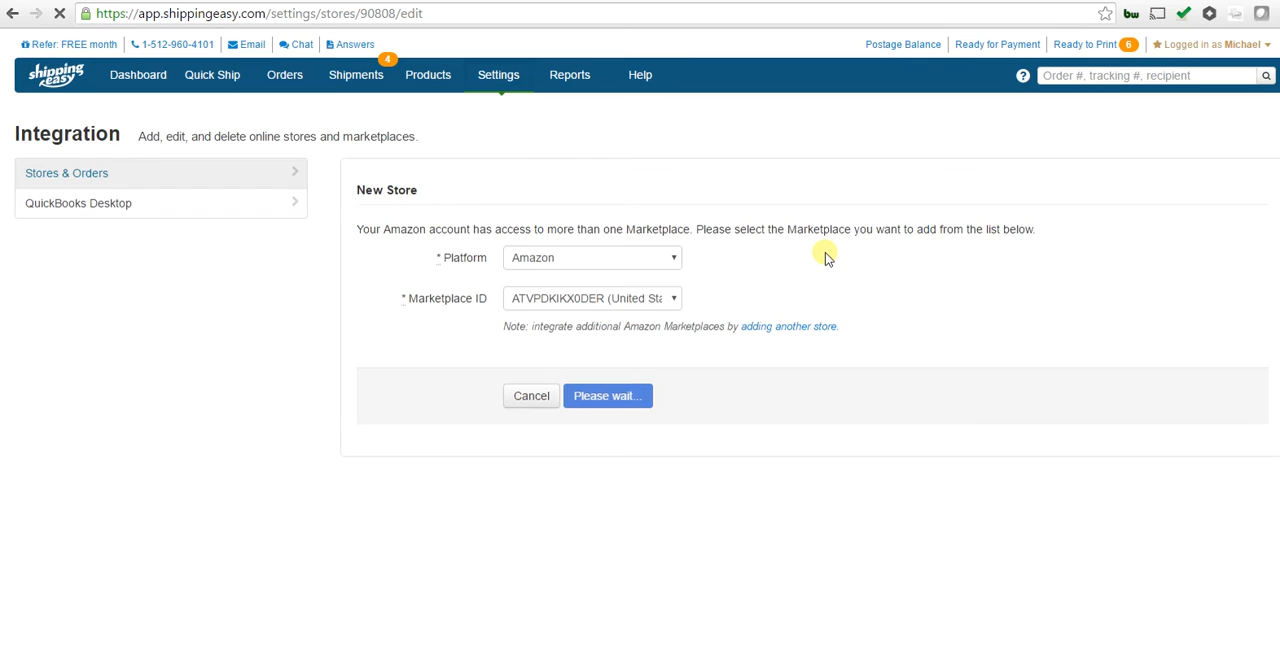 https://app.shippingeasy.com/settings/stores/90808/edit
bw
Refer: FREE month 1-512-960-4101 Email Chat Answers Postage Balance Ready for Payment Ready to Print 6 Logged in as Michael
4
shipping easy Dashboard Quick Ship Orders Shipments Products Settings Reports Help ? Order #, tracking #, recipient
Integration Add, edit, and delete online stores and marketplaces.
Stores & Orders
QuickBooks Desktop
New Store
Your Amazon account has access to more than one Marketplace. Please select the Marketplace you want to add from the list below.
* Platform Amazon
* Marketplace ID ATVPDKIKX0DER (United Sta
Note: integrate additional Amazon Marketplaces by adding another store.
Cancel Please wait...